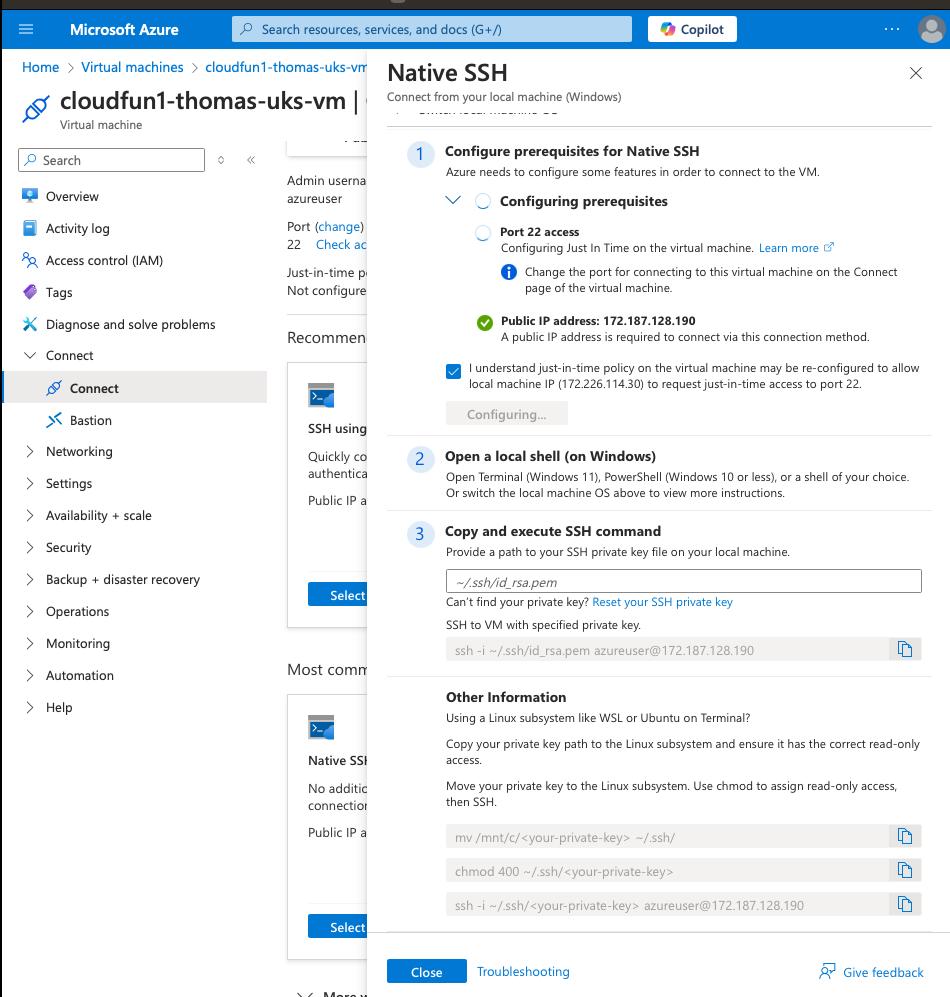 Microsoft Azure
Search resources, services, and docs (G+/)
Copilot
Home > Virtual machines > cloudfun1-thomas-uks-vm
cloudfun1-thomas-uks-vm |
Virtual machine
Search
Overview
Activity log
Access control (IAM)
Tags
Diagnose and solve problems
Connect
Connect
Bastion
Networking
Settings
Availability + scale
Security
Backup + disaster recovery
Operations
Monitoring
Automation
Help
Admin userna
azureuser
Port (change)
22 Check ac
Just-in-time p
Not configure
Recommen
SSH using
Quickly co
authentica
Public IP a
Select
Most comm
Native SSH
No additio
connection
Public IP a
Select
More
Native SSH
Connect from your local machine (Windows)
Switch local machine OS
1 Configure prerequisites for Native SSH
Azure needs to configure some features in order to connect to the VM.
Configuring prerequisites
Port 22 access
Configuring Just In Time on the virtual machine. Learn more
Change the port for connecting to this virtual machine on the Connect
page of the virtual machine.
Public IP address: 172.187.128.190
A public IP address is required to connect via this connection method.
I understand just-in-time policy on the virtual machine may be re-configured to allow
local machine IP (172.226.114.30) to request just-in-time access to port 22.
Configuring...
2 Open a local shell (on Windows)
Open Terminal (Windows 11), PowerShell (Windows 10 or less), or a shell of your choice.
Or switch the local machine OS above to view more instructions.
3 Copy and execute SSH command
Provide a path to your SSH private key file on your local machine.
~/.ssh/id_rsa.pem
Can't find your private key? Reset your SSH private key
SSH to VM with specified private key.
ssh -i ~/.ssh/id_rsa.pem azureuser@172.187.128.190
Other Information
Using a Linux subsystem like WSL or Ubuntu on Terminal?
Copy your private key path to the Linux subsystem and ensure it has the correct read-only
access.
Move your private key to the Linux subsystem. Use chmod to assign read-only access,
then SSH.
mv /mnt/c/<your-private-key> ~/.ssh/
chmod 400 ~/.ssh/<your-private-key>
ssh -i ~/.ssh/<your-private-key> azureuser@172.187.128.190
Close
Troubleshooting
Give feedback